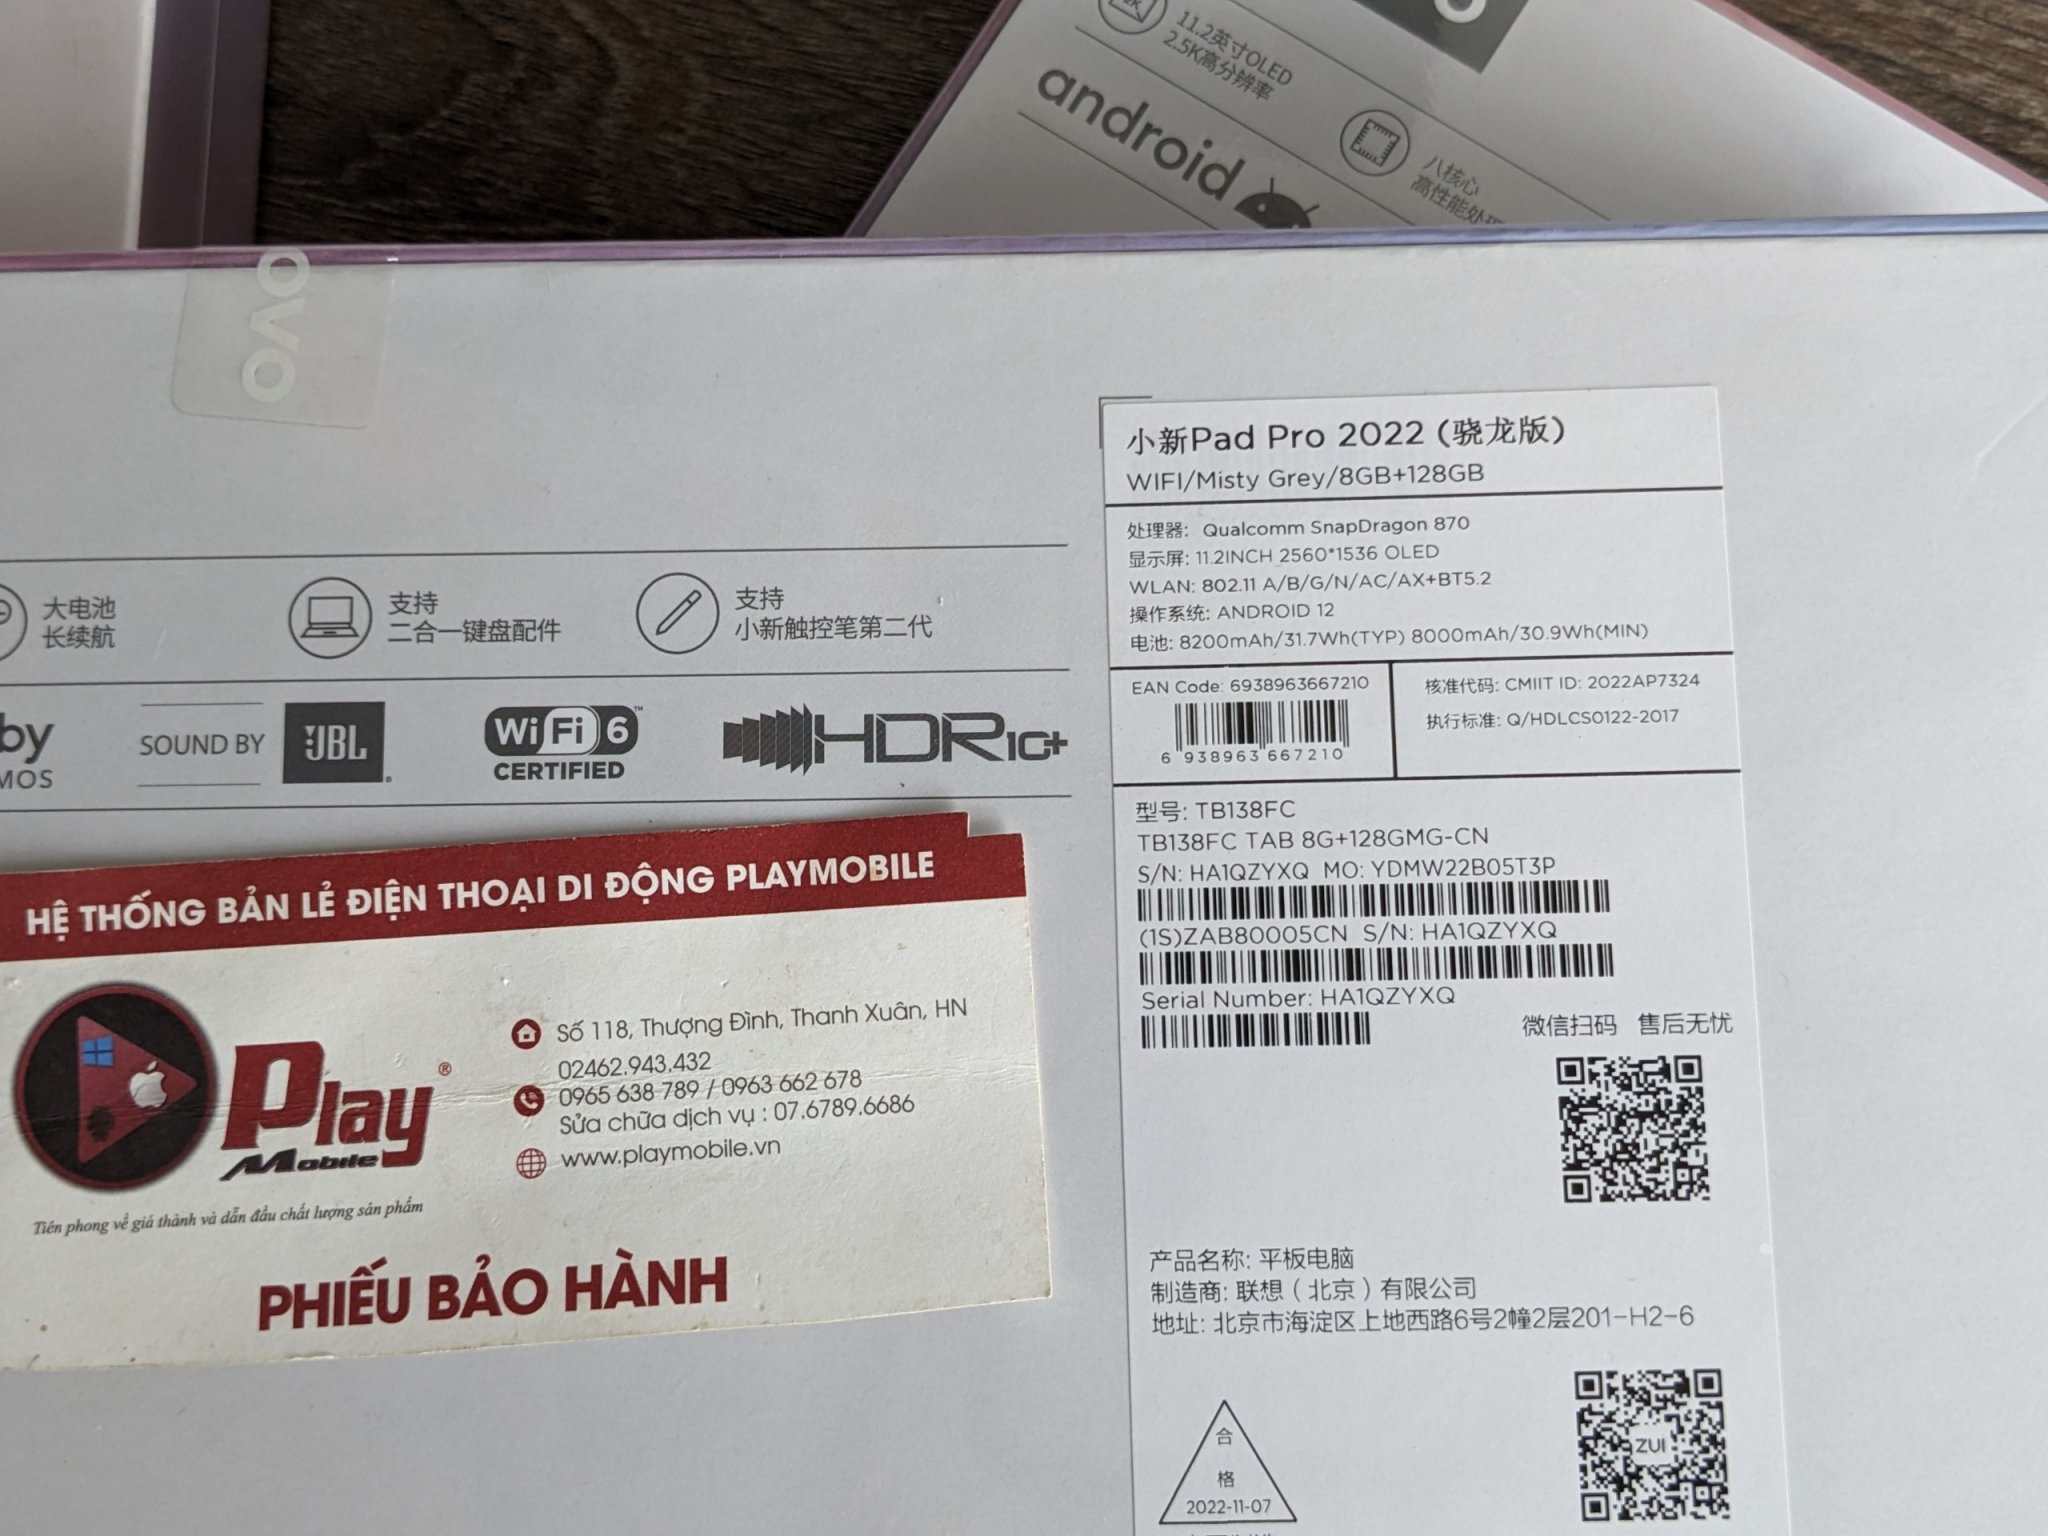 11.2英寸OLED
2.5K高分辨率
八核心
android
ovo
大电池
长续航
支持
二合一键盘配件
支持
小新触控笔第二代
by
MOS
SOUND BY
JBL
Wi Fi 6™
CERTIFIED
HDR10+
HỆ THỐNG BẢN LẺ ĐIỆN THOẠI DI ĐỘNG PLAYMOBILE
Play®
Mobile
Tiên phong về giá thành và dẫn đầu chất lượng sản phẩm
Số 118, Thượng Đình, Thanh Xuân, HN
02462.943.432
0965 638 789 / 0963 662 678
Sửa chữa dịch vụ : 07.6789.6686
www.playmobile.vn
PHIẾU BẢO HÀNH
小新Pad Pro 2022 (骁龙版)
WIFI/Misty Grey/8GB+128GB
处理器: Qualcomm SnapDragon 870
显示屏: 11.2INCH 2560*1536 OLED
WLAN: 802.11 A/B/G/N/AC/AX+BT5.2
操作系统: ANDROID 12
电池: 8200mAh/31.7Wh(TYP) 8000mAh/30.9Wh(MIN)
EAN Code: 6938963667210
6 938963 667210
核准代码: CMIIT ID: 2022AP7324
执行标准: Q/HDLCS0122-2017
型号: TB138FC
TB138FC TAB 8G+128GMG-CN
S/N: HA1QZYXQ MO: YDMW22B05T3P
(1S)ZAB80005CN S/N: HA1QZYXQ
Serial Number: HA1QZYXQ
微信扫码 售后无忧
产品名称: 平板电脑
制造商: 联想（北京）有限公司
地址: 北京市海淀区上地西路6号2幢2层201-H2-6
合
格
2022-11-07
ZUI